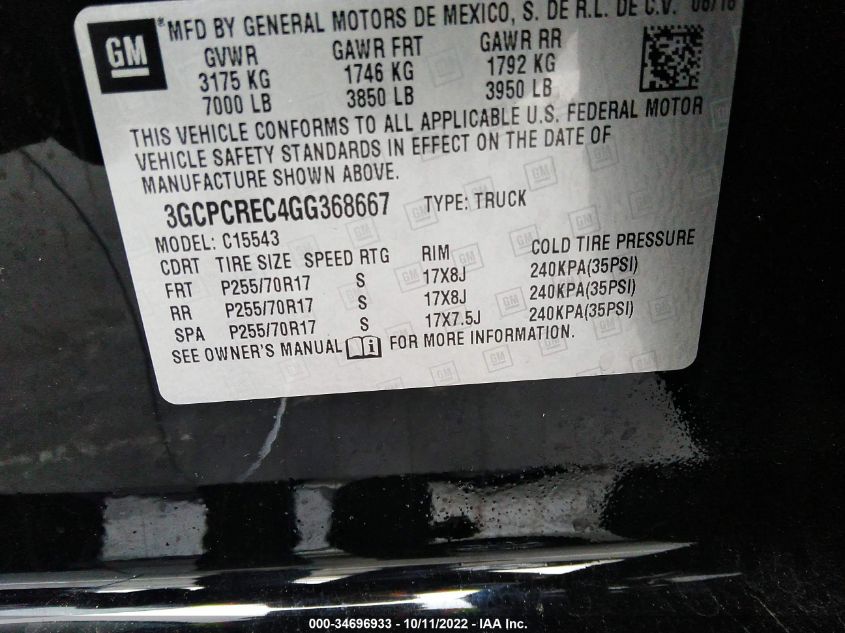 GM ® MFD BY GENERAL MOTORS DE MEXICO, S. DE R.L. DE C.V. 06/16
GVWR GAWR FRT GAWR RR
3175 KG 1746 KG 1792 KG
7000 LB 3850 LB 3950 LB
THIS VEHICLE CONFORMS TO ALL APPLICABLE U.S. FEDERAL MOTOR
VEHICLE SAFETY STANDARDS IN EFFECT ON THE DATE OF
MANUFACTURE SHOWN ABOVE.
3GCPCREC4GG368667 TYPE: TRUCK
MODEL: C15543
CDRT TIRE SIZE SPEED RTG RIM COLD TIRE PRESSURE
FRT P255/70R17 S 17X8J 240KPA(35PSI)
RR P255/70R17 S 17X8J 240KPA(35PSI)
SPA P255/70R17 S 17X7.5J 240KPA(35PSI)
SEE OWNER'S MANUAL i FOR MORE INFORMATION.
000-34696933 - 10/11/2022 - IAA Inc.